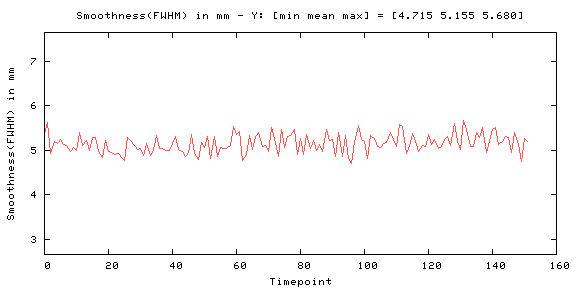 Smoothness(FWHM) in mm - Y: [min mean max] = [4.715 5.155 5.680]
7
6
5
4
3
Smoothness(FWHM) in mm
0 20 40 60 80 100 120 140 160
Timepoint